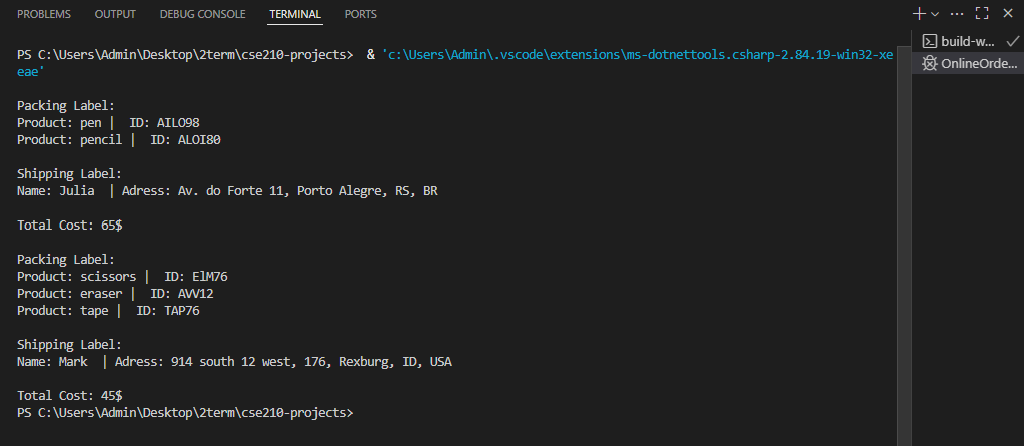 PROBLEMS OUTPUT DEBUG CONSOLE TERMINAL PORTS
PS C:\Users\Admin\Desktop\2term\cse210-projects>  & 'c:\Users\Admin\.vscode\extensions\ms-dotnettools.csharp-2.84.19-win32-xe
eae'
build-w...
OnlineOrde...
Packing Label:
Product: pen |  ID: AILO98
Product: pencil |  ID: ALOI80
Shipping Label:
Name: Julia  | Adress: Av. do Forte 11, Porto Alegre, RS, BR
Total Cost: 65$
Packing Label:
Product: scissors |  ID: ElM76
Product: eraser |  ID: AVV12
Product: tape |  ID: TAP76
Shipping Label:
Name: Mark  | Adress: 914 south 12 west, 176, Rexburg, ID, USA
Total Cost: 45$
PS C:\Users\Admin\Desktop\2term\cse210-projects>